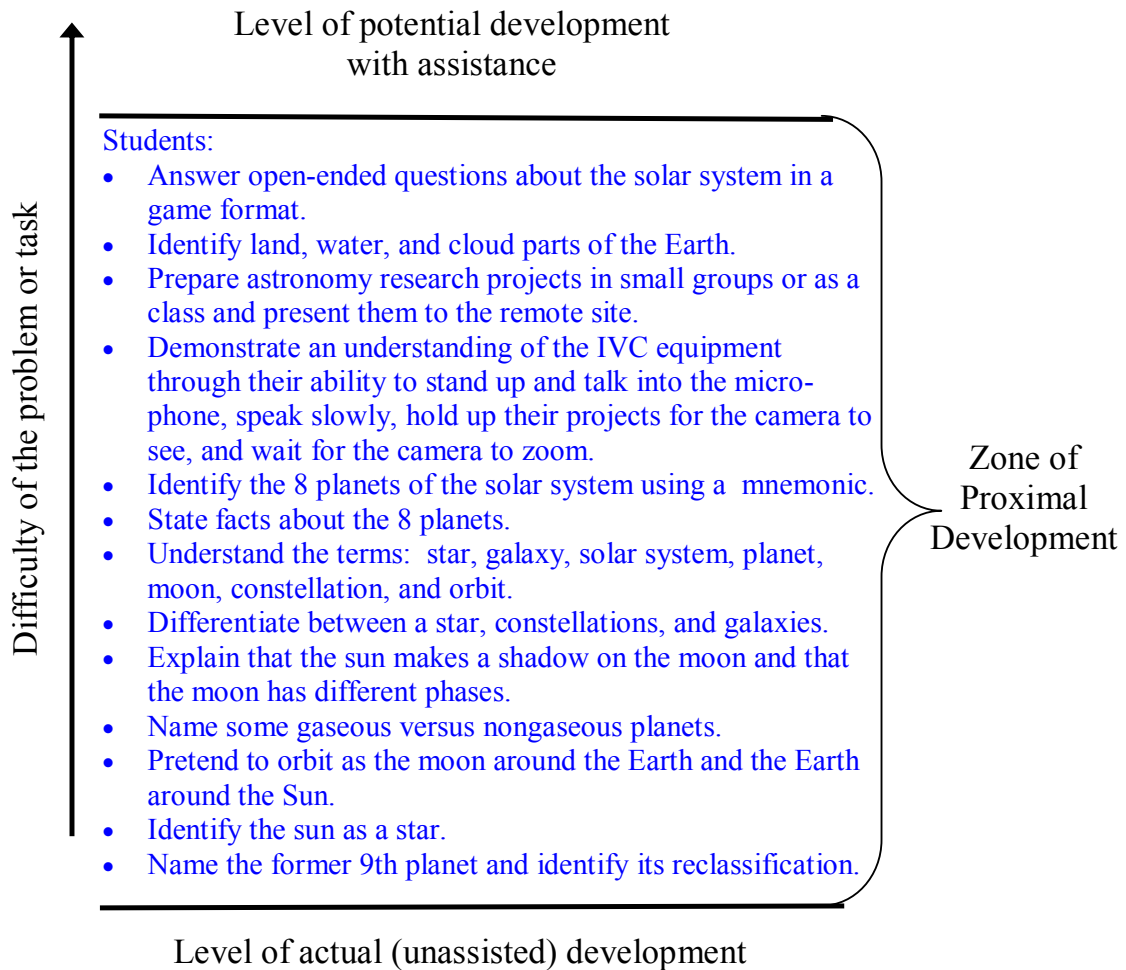 Level of potential development
with assistance
Difficulty of the problem or task
Students:
• Answer open-ended questions about the solar system in a
game format.
• Identify land, water, and cloud parts of the Earth.
• Prepare astronomy research projects in small groups or as a
class and present them to the remote site.
• Demonstrate an understanding of the IVC equipment
through their ability to stand up and talk into the micro-
phone, speak slowly, hold up their projects for the camera to
see, and wait for the camera to zoom.
• Identify the 8 planets of the solar system using a mnemonic.
• State facts about the 8 planets.
• Understand the terms: star, galaxy, solar system, planet,
moon, constellation, and orbit.
• Differentiate between a star, constellations, and galaxies.
• Explain that the sun makes a shadow on the moon and that
the moon has different phases.
• Name some gaseous versus nongaseous planets.
• Pretend to orbit as the moon around the Earth and the Earth
around the Sun.
• Identify the sun as a star.
• Name the former 9th planet and identify its reclassification.
Zone of
Proximal
Development
Level of actual (unassisted) development